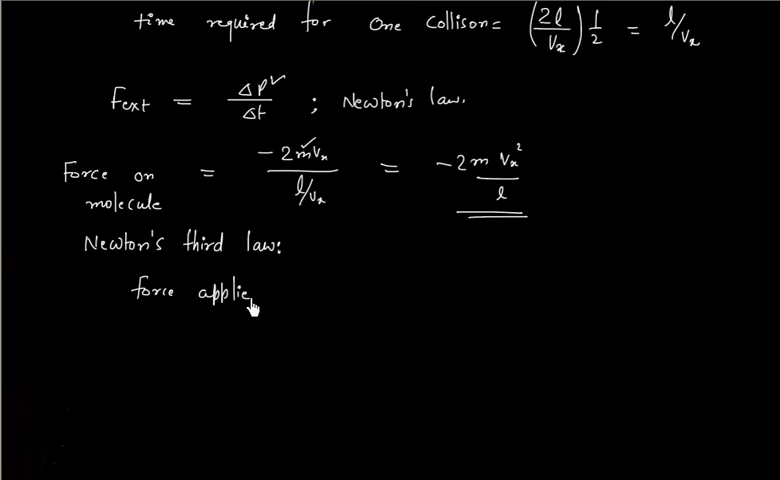 time required for one Collison = (2l/Vx) 1/2 = l/Vx
Fext = Δp/Δt ; Newton's law.
Force on molecule = -2mVx / l/Vx = -2m Vx²/l
Newton's third law:
force applie